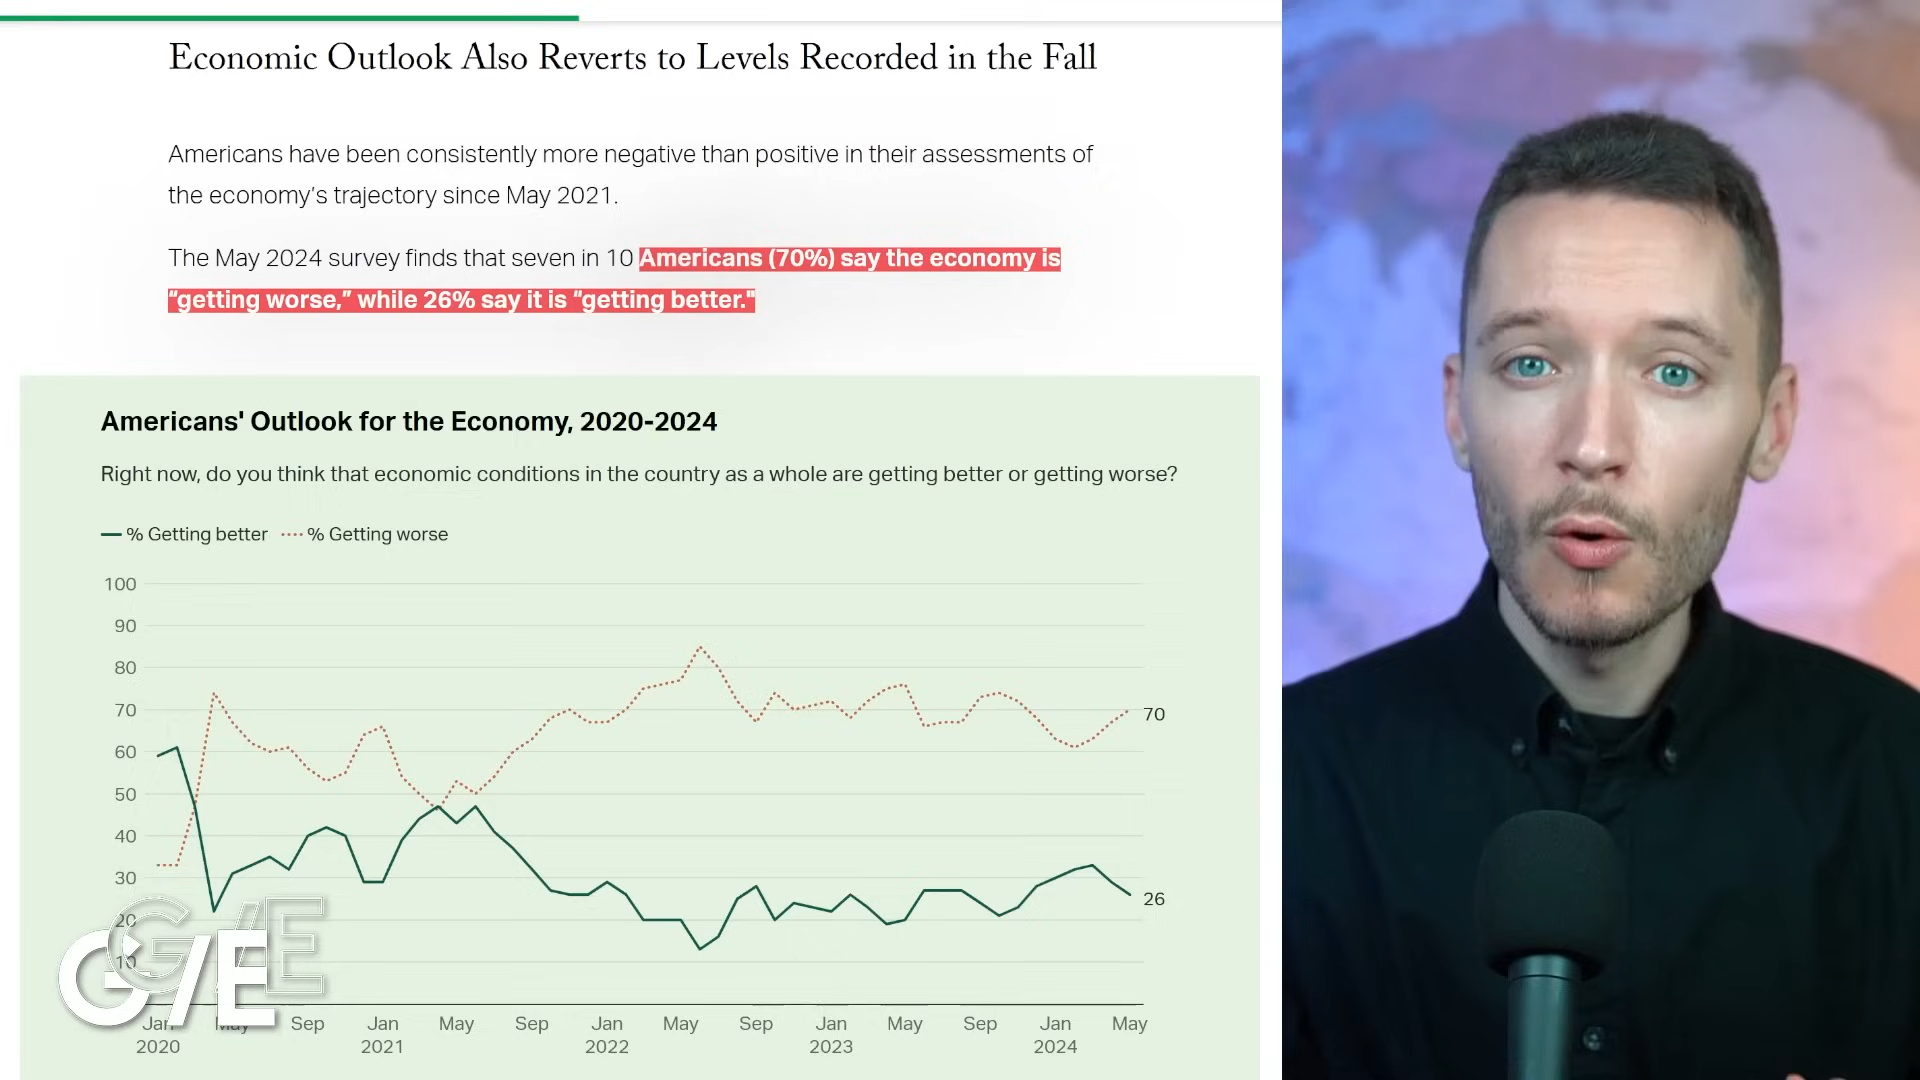 Economic Outlook Also Reverts to Levels Recorded in the Fall
Americans have been consistently more negative than positive in their assessments of
the economy's trajectory since May 2021.
The May 2024 survey finds that seven in 10 Americans (70%) say the economy is
“getting worse,” while 26% say it is “getting better."
Americans' Outlook for the Economy, 2020-2024
Right now, do you think that economic conditions in the country as a whole are getting better or getting worse?
% Getting better % Getting worse
100
90
80
70
60
50
40
30
20
10
70
26
G/E
G/E
Jan May Sep Jan May Sep Jan May Sep Jan May Sep Jan May
2020 2021 2022 2023 2024